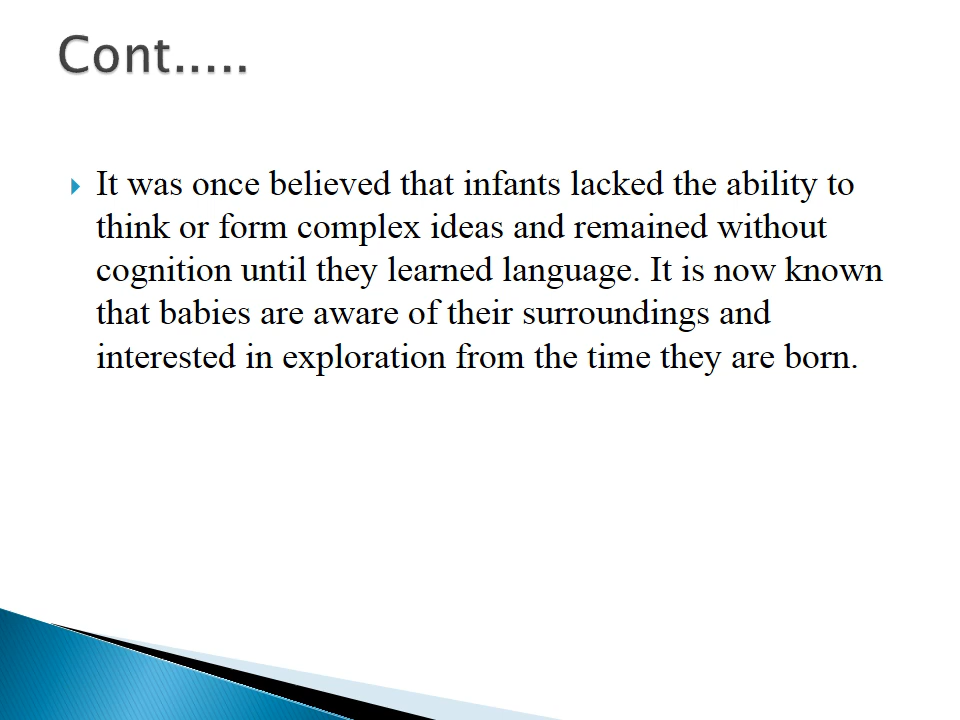 Cont.....
It was once believed that infants lacked the ability to
think or form complex ideas and remained without
cognition until they learned language. It is now known
that babies are aware of their surroundings and
interested in exploration from the time they are born.